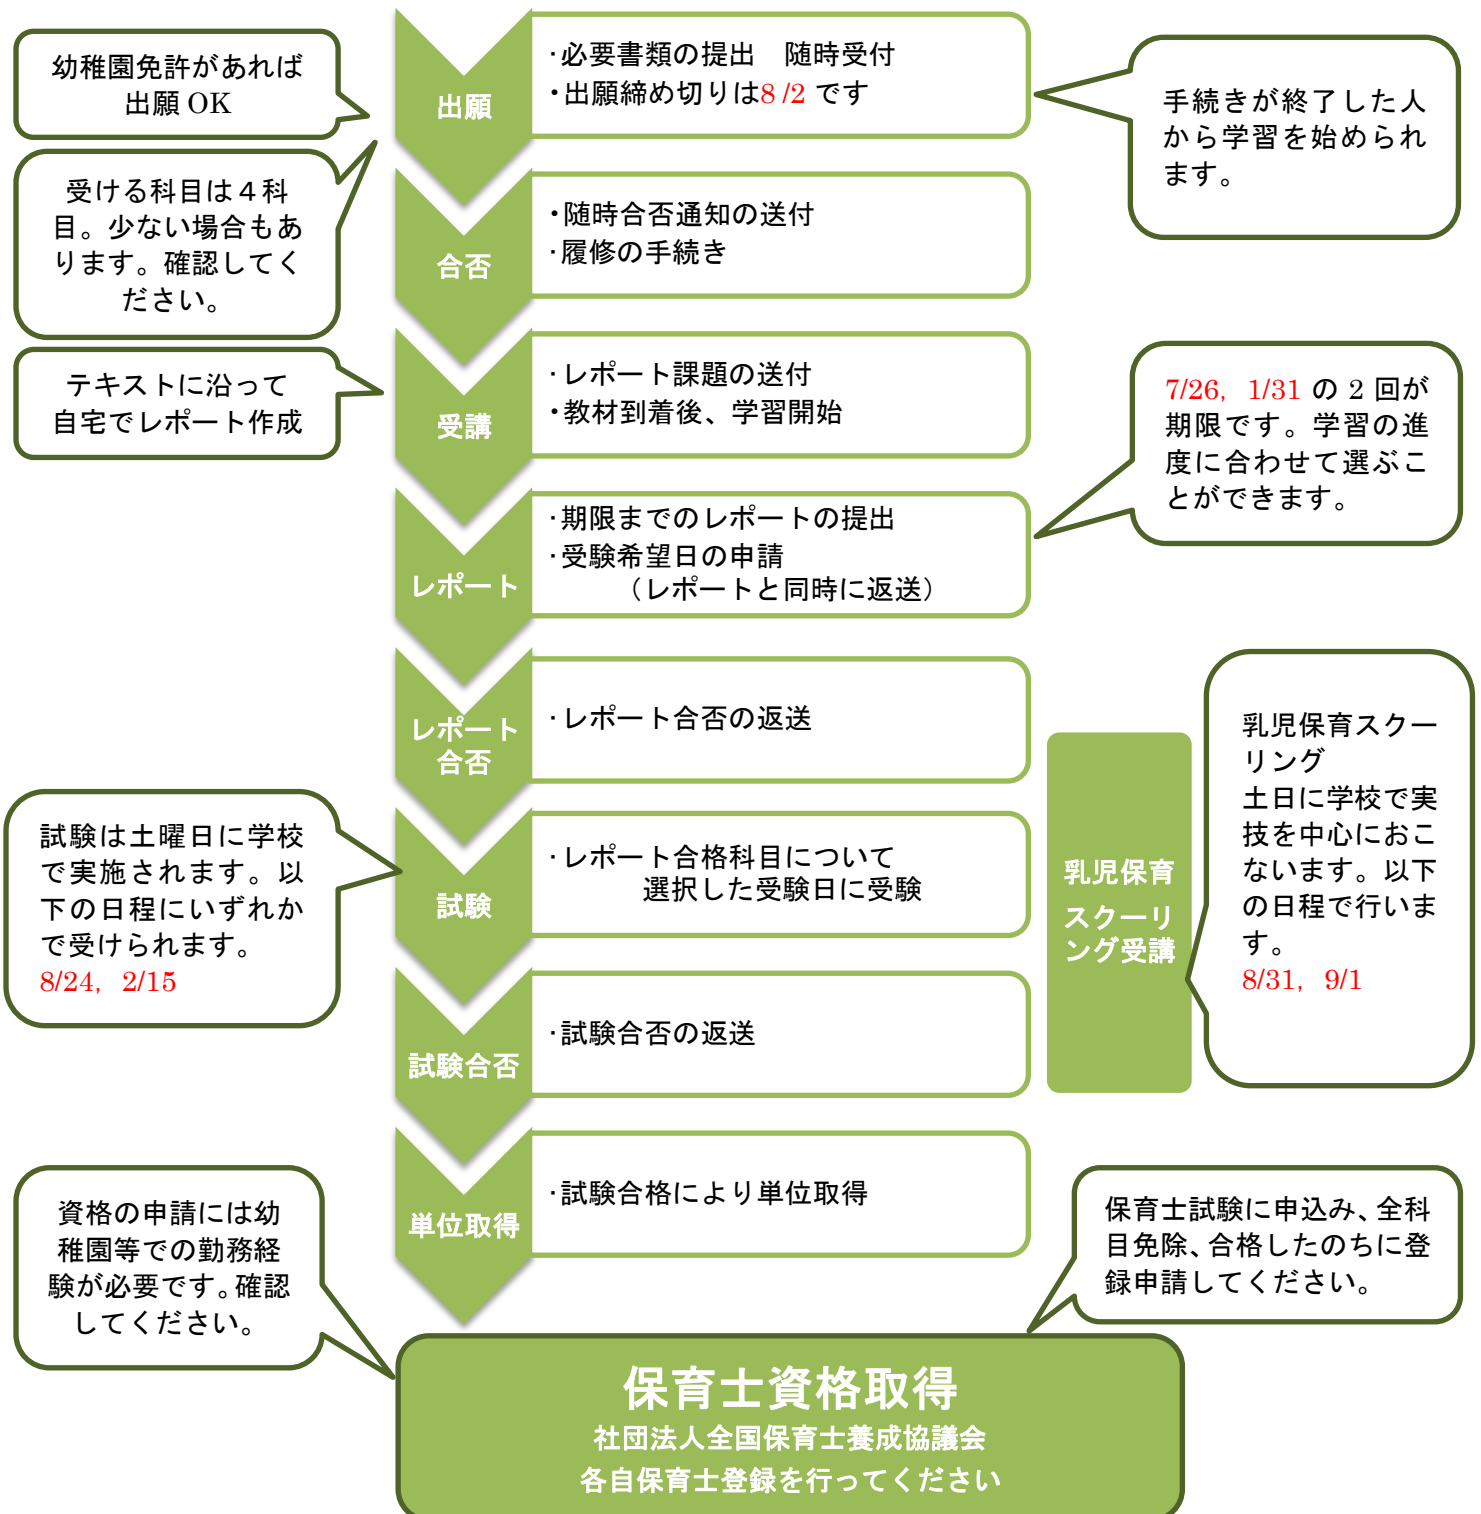 幼稚園免許があれば
出願 OK
出願
・必要書類の提出　随時受付
・出願締め切りは8/2 です
手続きが終了した人
から学習を始められ
ます。
受ける科目は４科
目。少ない場合もあ
ります。確認してく
ださい。
合否
・随時合否通知の送付
・履修の手続き
テキストに沿って
自宅でレポート作成
受講
・レポート課題の送付
・教材到着後、学習開始
7/26, 1/31 の 2 回が
期限です。学習の進
度に合わせて選ぶこ
とができます。
レポート
・期限までのレポートの提出
・受験希望日の申請
（レポートと同時に返送）
レポート
合否
・レポート合否の返送
乳児保育
スクーリ
ング受講
乳児保育スクー
リング
土日に学校で実
技を中心におこ
ないます。以下
の日程で行いま
す。
8/31, 9/1
試験は土曜日に学校
で実施されます。以
下の日程にいずれか
で受けられます。
8/24, 2/15
試験
・レポート合格科目について
選択した受験日に受験
試験合否
・試験合否の返送
単位取得
・試験合格により単位取得
資格の申請には幼
稚園等での勤務経
験が必要です。確認
してください。
保育士試験に申込み、全科
目免除、合格したのちに登
録申請してください。
保育士資格取得
社団法人全国保育士養成協議会
各自保育士登録を行ってください